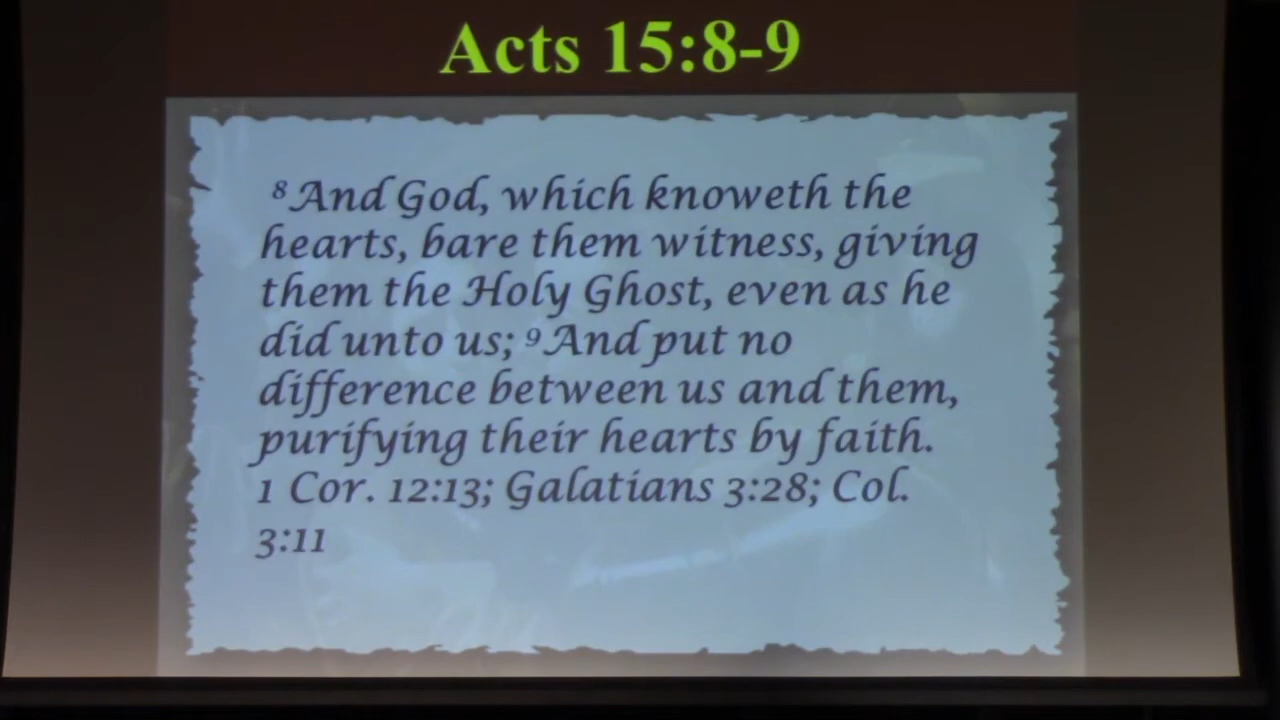 Acts 15:8-9
⁸ And God, which knoweth the
hearts, bare them witness, giving
them the Holy Ghost, even as he
did unto us; ⁹ And put no
difference between us and them,
purifying their hearts by faith.
1 Cor. 12:13; Galatians 3:28; Col.
3:11